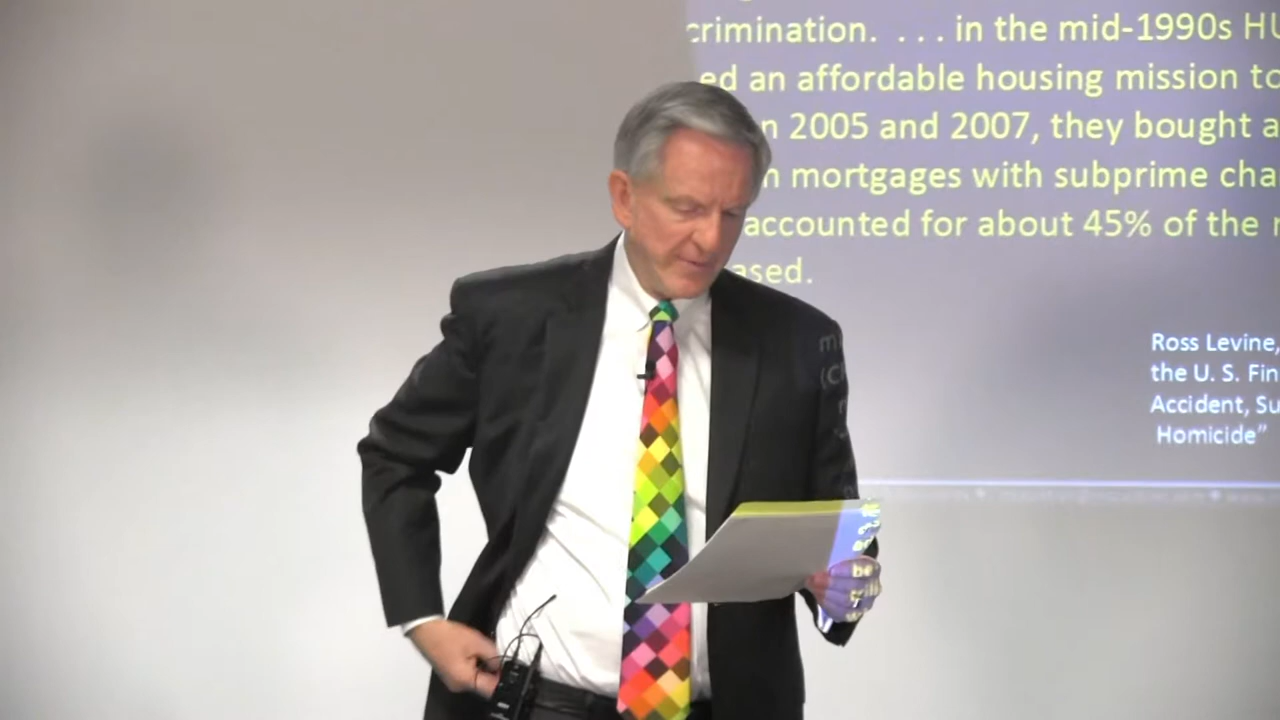 crimination. . . . in the mid-1990s HU
ed an affordable housing mission to
n 2005 and 2007, they bought a
n mortgages with subprime cha
accounted for about 45% of the
ased.
Ross Levine,
the U. S. Fin
Accident, Su
Homicide”